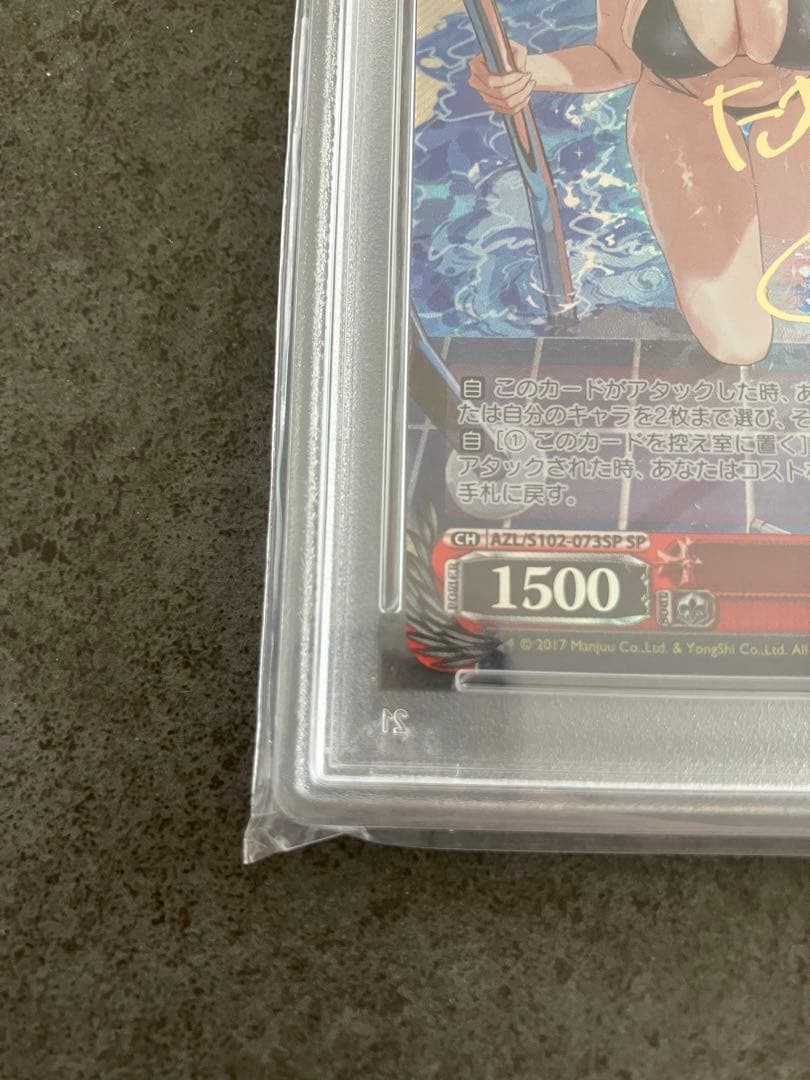 た
自 このカードがアタックした時、あ
たは自分のキャラを2枚まで選び、そ
自 [① このカードを控え室に置く]
アタックされた時、あなたはコスト
手札に戻す。
CH AZL/S102-073SP SP
POWER 1500 SOUL
© 2017 Manjuu Co.,Ltd. & YongShi Co.,Ltd. All
21